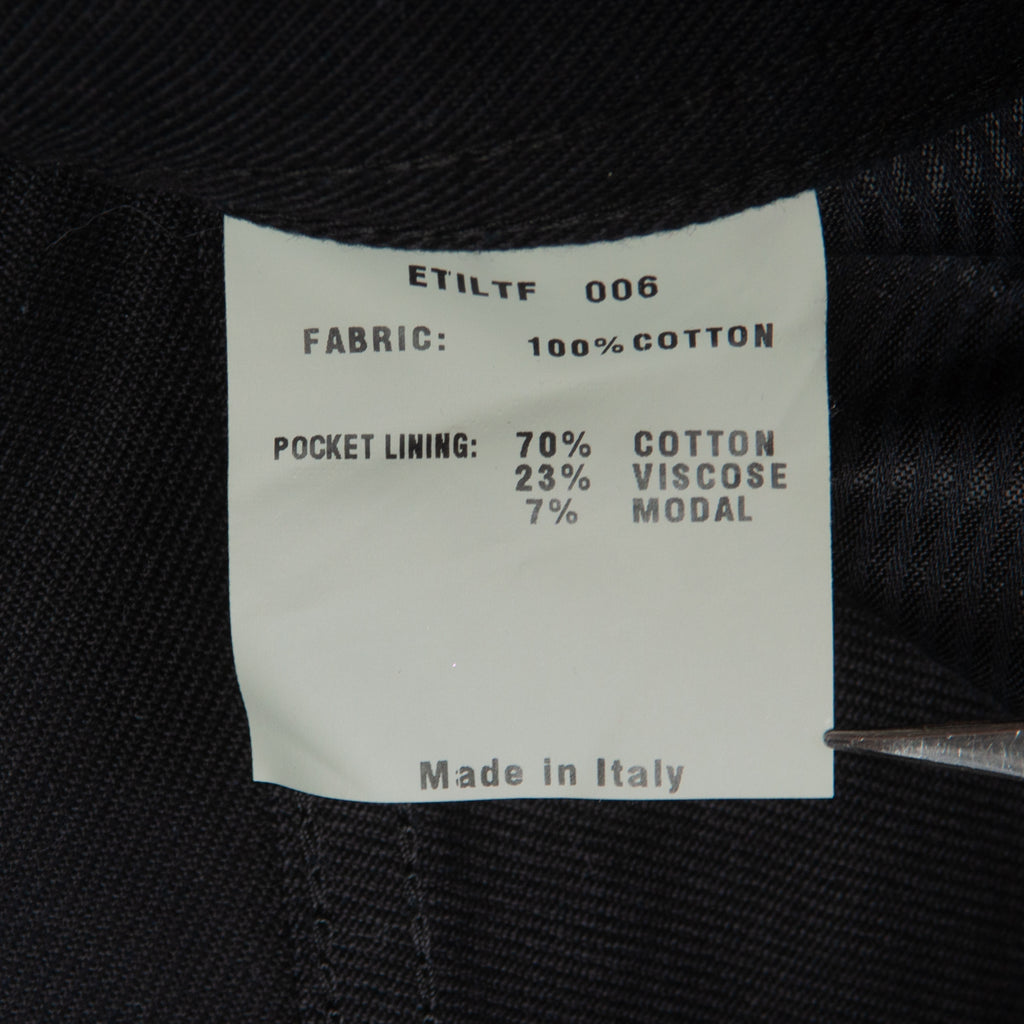 ETILTF 006
FABRIC: 100% COTTON
POCKET LINING: 70% COTTON
23% VISCOSE
7% MODAL
Made in Italy